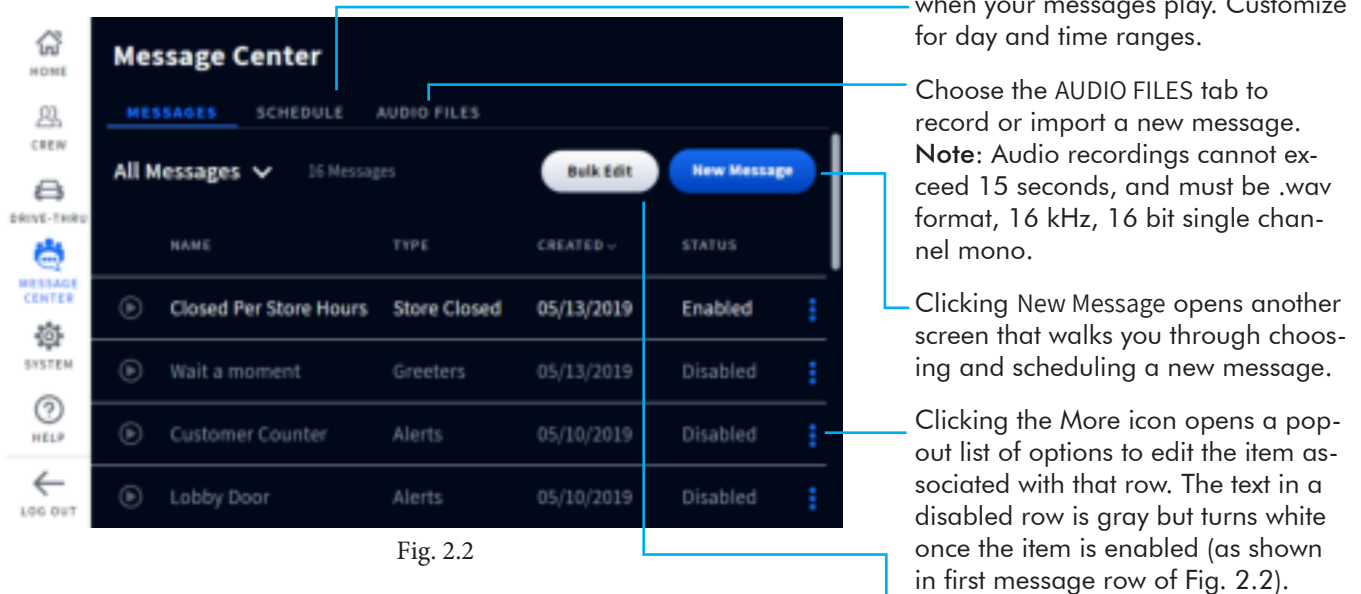 when your messages play. Customize
for day and time ranges.
HOME
CREW
DRIVE-THRU
MESSAGE
CENTER
SYSTEM
HELP
LOG OUT
Message Center
MESSAGES SCHEDULE AUDIO FILES
All Messages 16 Messages Bulk Edit New Message
NAME TYPE CREATED STATUS
Closed Per Store Hours Store Closed 05/13/2019 Enabled
Wait a moment Greeters 05/13/2019 Disabled
Customer Counter Alerts 05/10/2019 Disabled
Lobby Door Alerts 05/10/2019 Disabled
Fig. 2.2
Choose the AUDIO FILES tab to
record or import a new message.
Note: Audio recordings cannot ex-
ceed 15 seconds, and must be .wav
format, 16 kHz, 16 bit single chan-
nel mono.
Clicking New Message opens another
screen that walks you through choos-
ing and scheduling a new message.
Clicking the More icon opens a pop-
out list of options to edit the item as-
sociated with that row. The text in a
disabled row is gray but turns white
once the item is enabled (as shown
in first message row of Fig. 2.2).